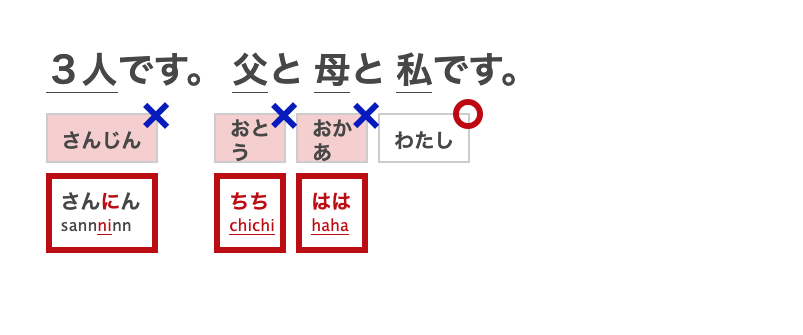 ３人です。 父と 母と 私です。
さんじん おとう おかあ わたし
さんにん ちち はは
sannninn chichi haha